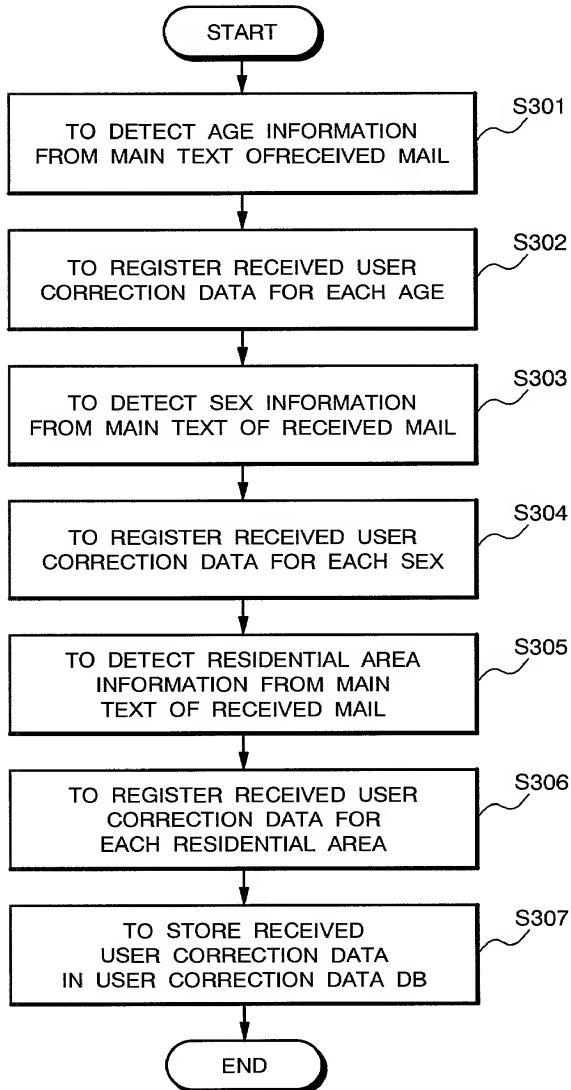 START
S301
TO DETECT AGE INFORMATION
FROM MAIN TEXT OFRECEIVED MAIL
S302
TO REGISTER RECEIVED USER
CORRECTION DATA FOR EACH AGE
S303
TO DETECT SEX INFORMATION
FROM MAIN TEXT OF RECEIVED MAIL
S304
TO REGISTER RECEIVED USER
CORRECTION DATA FOR EACH SEX
S305
TO DETECT RESIDENTIAL AREA
INFORMATION FROM MAIN
TEXT OF RECEIVED MAIL
S306
TO REGISTER RECEIVED USER
CORRECTION DATA FOR
EACH RESIDENTIAL AREA
S307
TO STORE RECEIVED
USER CORRECTION DATA
IN USER CORRECTION DATA DB
END